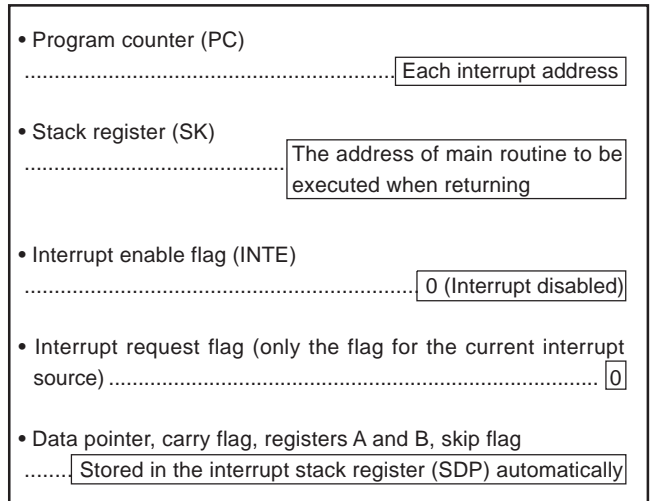 • Program counter (PC)
............................................................... Each interrupt address
• Stack register (SK)
............................................ The address of main routine to be
executed when returning
• Interrupt enable flag (INTE)
................................................................... 0 (Interrupt disabled)
• Interrupt request flag (only the flag for the current interrupt
source) ................................................................................... 0
• Data pointer, carry flag, registers A and B, skip flag
........ Stored in the interrupt stack register (SDP) automatically